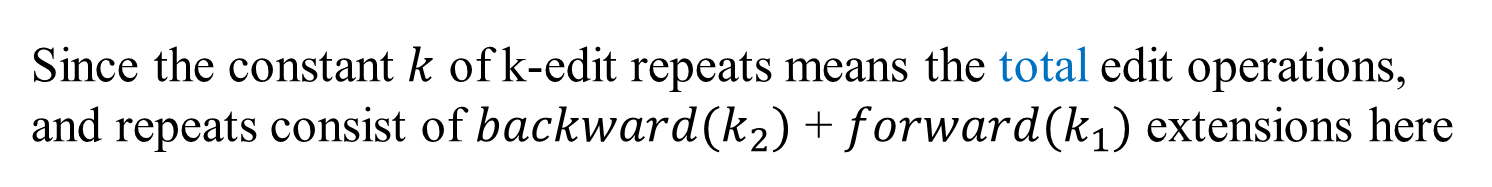 Since the constant k of k-edit repeats means the total edit operations,
and repeats consist of backward(k₂) + forward(k₁) extensions here